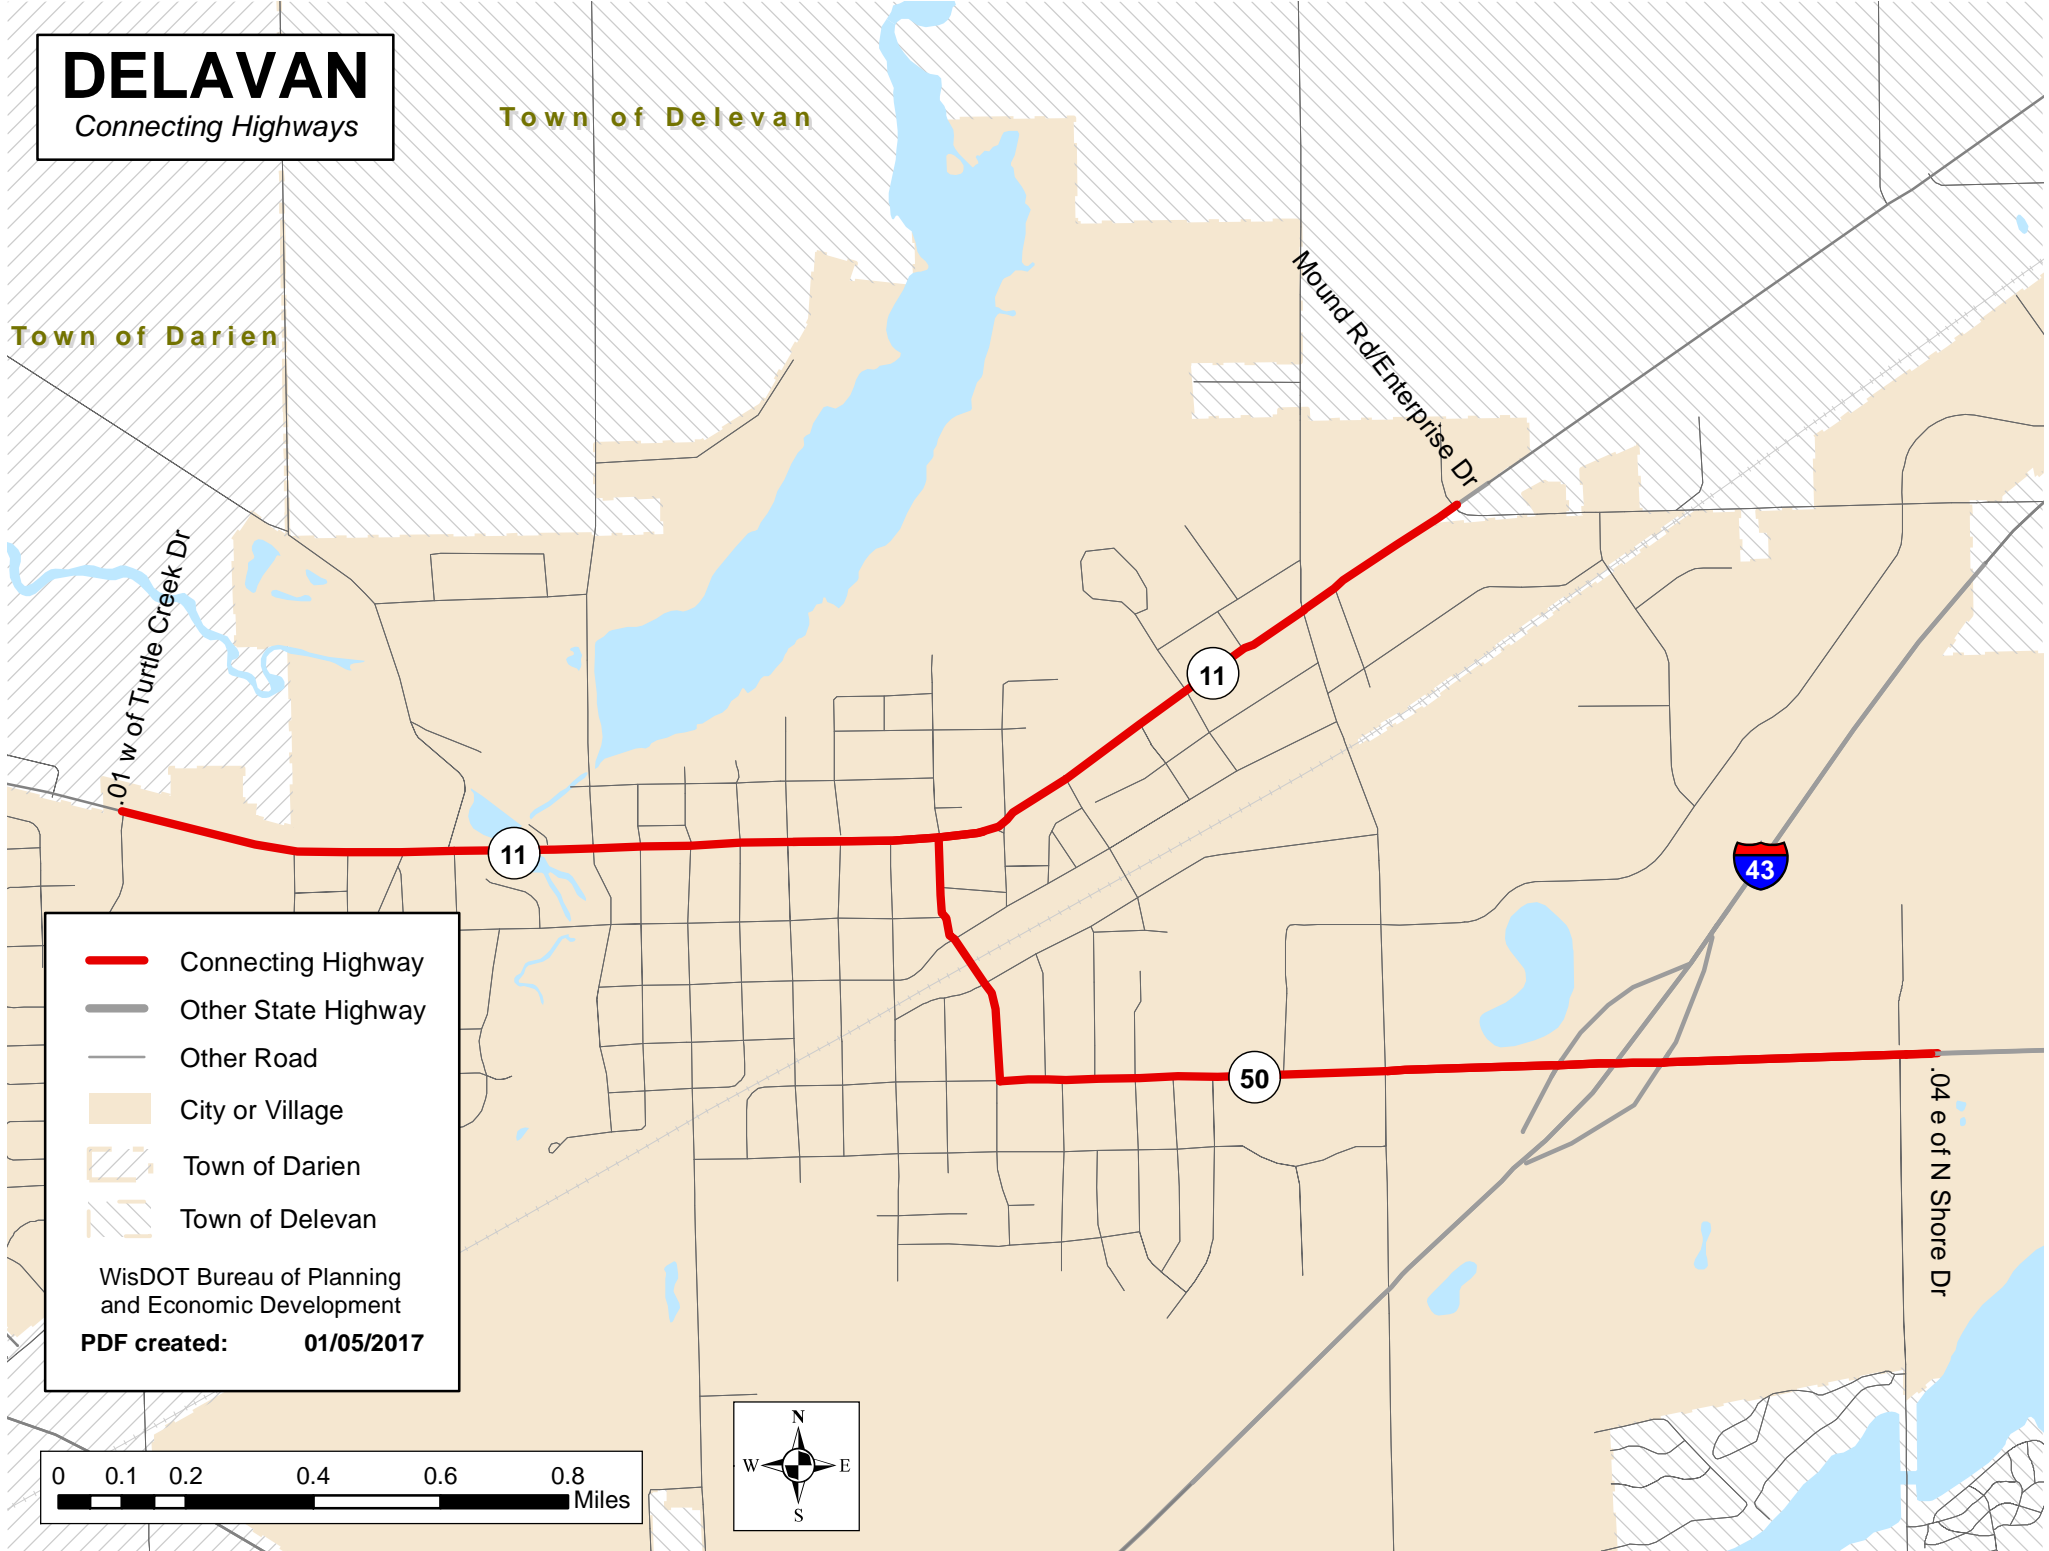 DELAVAN
Connecting Highways
Town of Delevan
Town of Darien
Mound Rd/Enterprise Dr
.01 w of Turtle Creek Dr
11
11
43
50
.04 e of N Shore Dr
Connecting Highway
Other State Highway
Other Road
City or Village
Town of Darien
Town of Delevan
WisDOT Bureau of Planning
and Economic Development
PDF created: 01/05/2017
0 0.1 0.2 0.4 0.6 0.8
Miles
N
W E
S